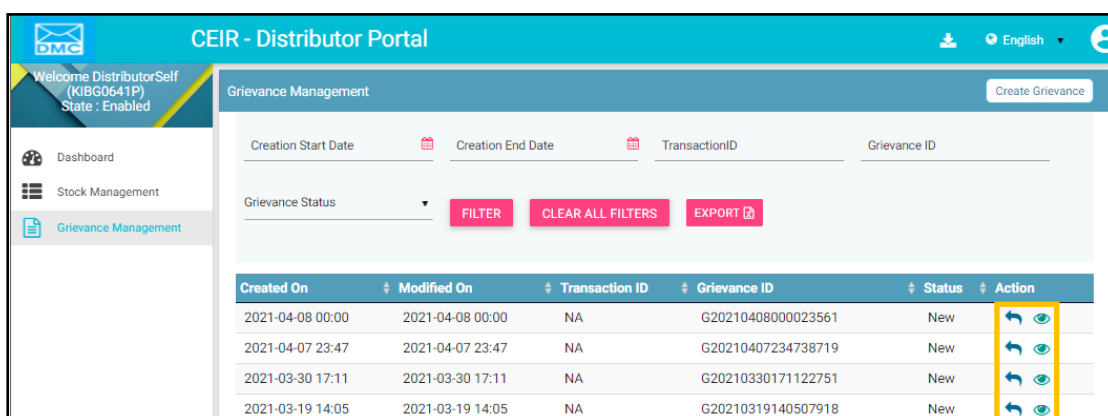 DMC
CEIR - Distributor Portal
English
Welcome DistributorSelf
(KIBG0641P)
State : Enabled
Grievance Management
Create Grievance
Dashboard
Stock Management
Grievance Management
Creation Start Date Creation End Date TransactionID Grievance ID
Grievance Status FILTER CLEAR ALL FILTERS EXPORT
Created On Modified On Transaction ID Grievance ID Status Action
2021-04-08 00:00 2021-04-08 00:00 NA G20210408000023561 New
2021-04-07 23:47 2021-04-07 23:47 NA G20210407234738719 New
2021-03-30 17:11 2021-03-30 17:11 NA G20210330171122751 New
2021-03-19 14:05 2021-03-19 14:05 NA G20210319140507918 New